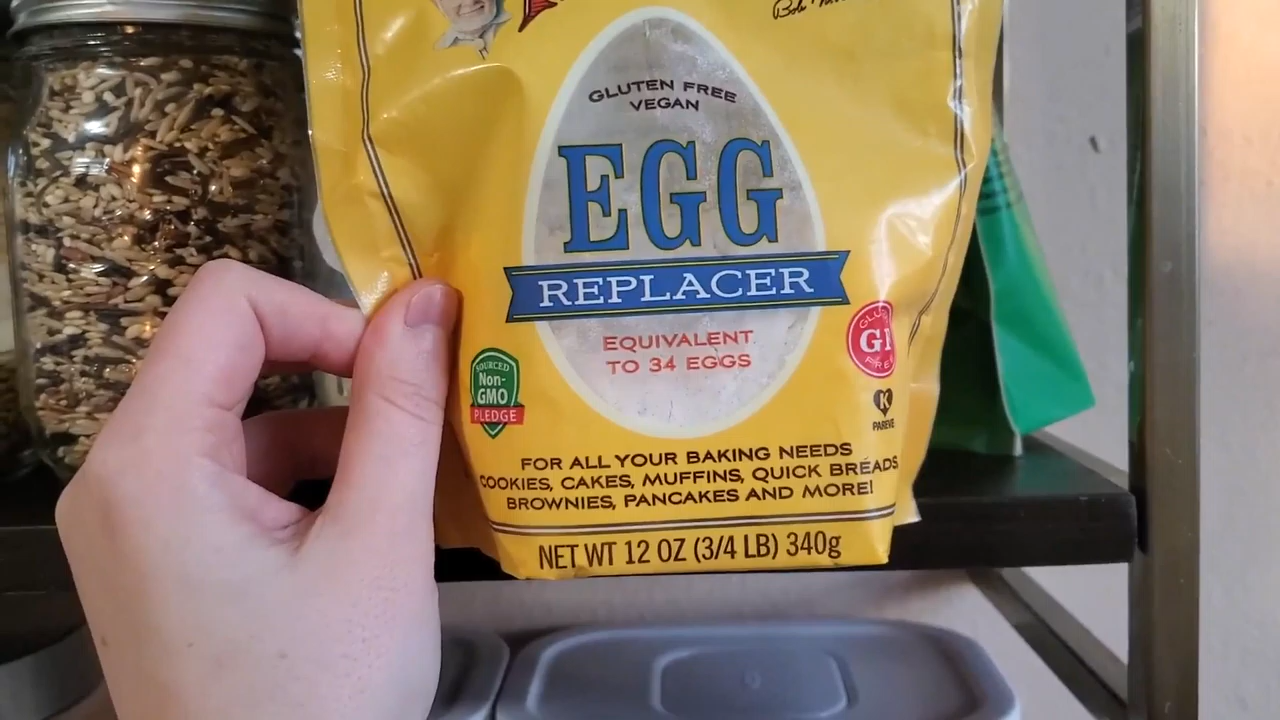 GLUTEN FREE
VEGAN
EGG
REPLACER
EQUIVALENT
TO 34 EGGS
SOURCED
Non-
GMO
PLEDGE
K
PAREVE
FOR ALL YOUR BAKING NEEDS
COOKIES, CAKES, MUFFINS, QUICK BREADS
BROWNIES, PANCAKES AND MORE!
NET WT 12 OZ (3/4 LB) 340g